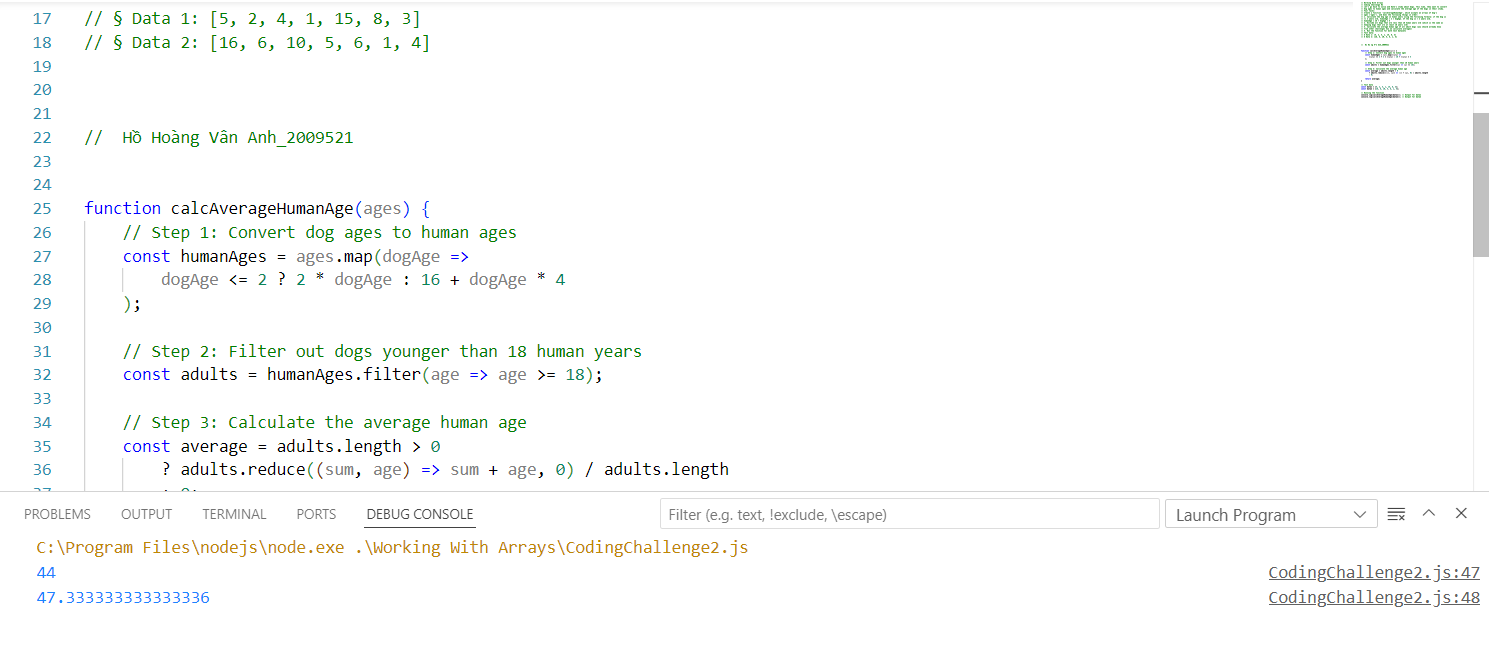 17 // § Data 1: [5, 2, 4, 1, 15, 8, 3]
18 // § Data 2: [16, 6, 10, 5, 6, 1, 4]
19
20
21
22 //  Hồ Hoàng Vân Anh_2009521
23
24
25 function calcAverageHumanAge(ages) {
26     // Step 1: Convert dog ages to human ages
27     const humanAges = ages.map(dogAge =>
28         dogAge <= 2 ? 2 * dogAge : 16 + dogAge * 4
29     );
30
31     // Step 2: Filter out dogs younger than 18 human years
32     const adults = humanAges.filter(age => age >= 18);
33
34     // Step 3: Calculate the average human age
35     const average = adults.length > 0
36         ? adults.reduce((sum, age) => sum + age, 0) / adults.length
PROBLEMS OUTPUT TERMINAL PORTS DEBUG CONSOLE Filter (e.g. text, !exclude, \escape) Launch Program
C:\Program Files\nodejs\node.exe .\Working With Arrays\CodingChallenge2.js
44 CodingChallenge2.js:47
47.333333333333336 CodingChallenge2.js:48